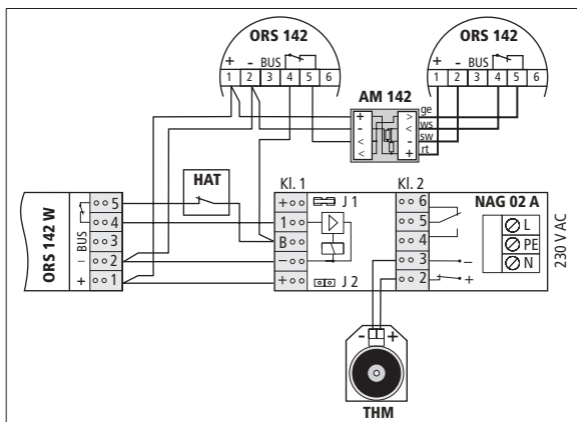 ORS 142
ORS 142
+ - BUS
1 2 3 4 5 6
+ - BUS
1 2 3 4 5 6
AM 142
+
-
<
<
>
<
-
+
ge
ws
sw
rt
HAT
ORS 142 W
BUS
-
+
5
4
3
2
1
Kl. 1
+
1
B
-
+
J 1
J 2
Kl. 2
6
5
4
3
2
-
+
NAG 02 A
L
PE
N
230 V AC
- +
THM